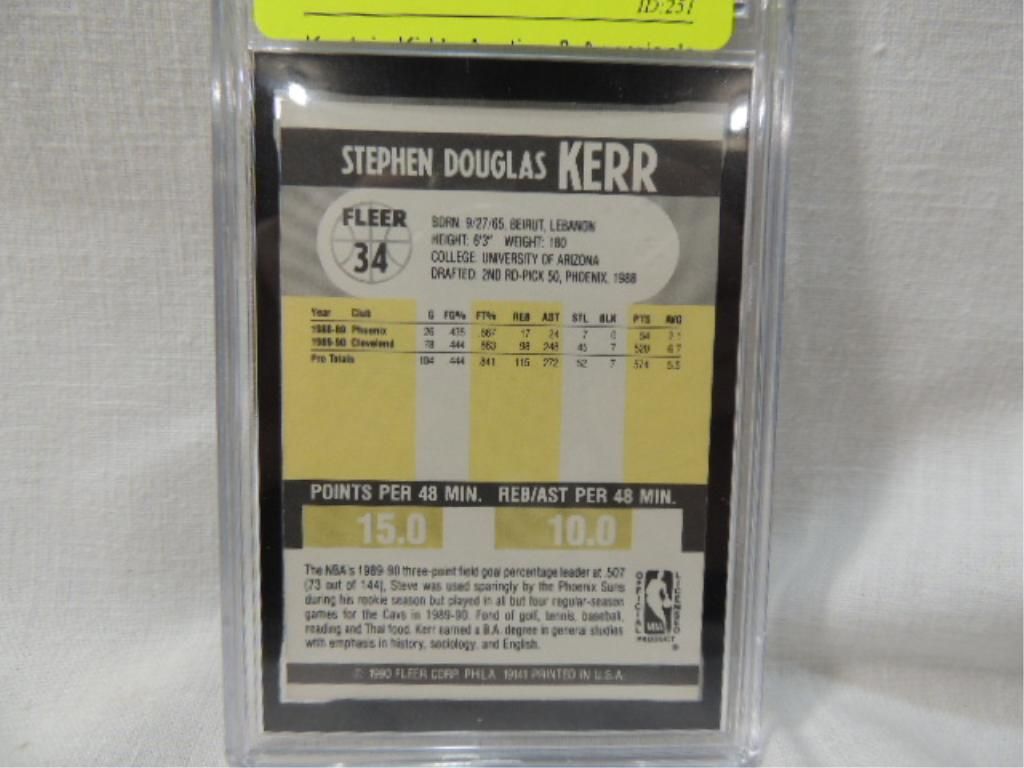 ID:251
STEPHEN DOUGLAS KERR
FLEER
34
BORN: 9/27/65, BEIRUT, LEBANON
HEIGHT: 6'3" WEIGHT: 180
COLLEGE: UNIVERSITY OF ARIZONA
DRAFTED: 2ND RD-PICK 50, PHOENIX, 1988
Year Club G FG% FT% REB AST STL BLK PTS AVG
1988-89 Phoenix 26 .435 .667 17 24 7 0 54 2.1
1989-90 Cleveland 78 .444 .863 98 248 45 7 520 6.7
Pro Totals 104 .444 .841 115 272 52 7 574 5.5
POINTS PER 48 MIN. REB/AST PER 48 MIN.
15.0 10.0
The NBA's 1989-90 three-point field goal percentage leader at .507
(73 out of 144), Steve was used sparingly by the Phoenix Suns
during his rookie season but played in all but four regular-season
games for the Cavs in 1989-90. Fond of golf, tennis, baseball,
reading and Thai food. Kerr earned a B.A. degree in general studies
with emphasis in history, sociology, and English.
OFFICIAL LICENSED
NBA
PRODUCT
®
© 1990 FLEER CORP. PHILA. 19141 PRINTED IN U.S.A.